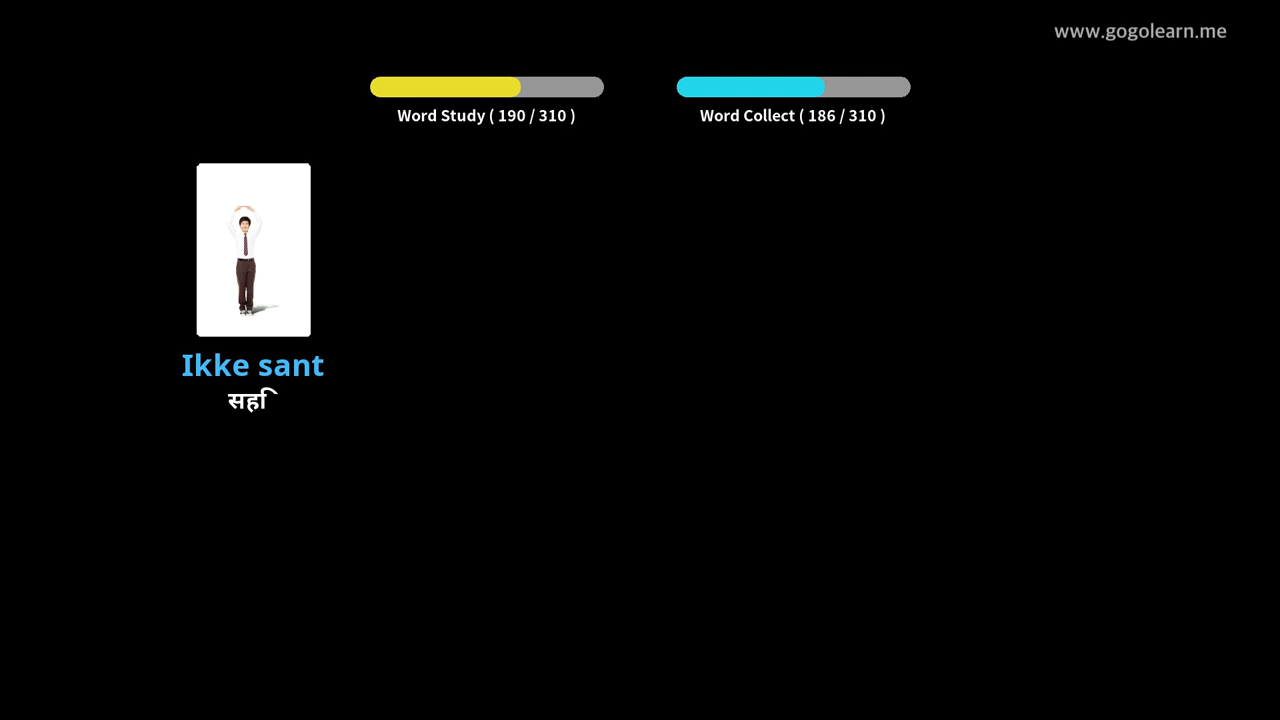 www.gogolearn.me
Word Study ( 190 / 310 )
Word Collect ( 186 / 310 )
Ikke sant
सहि